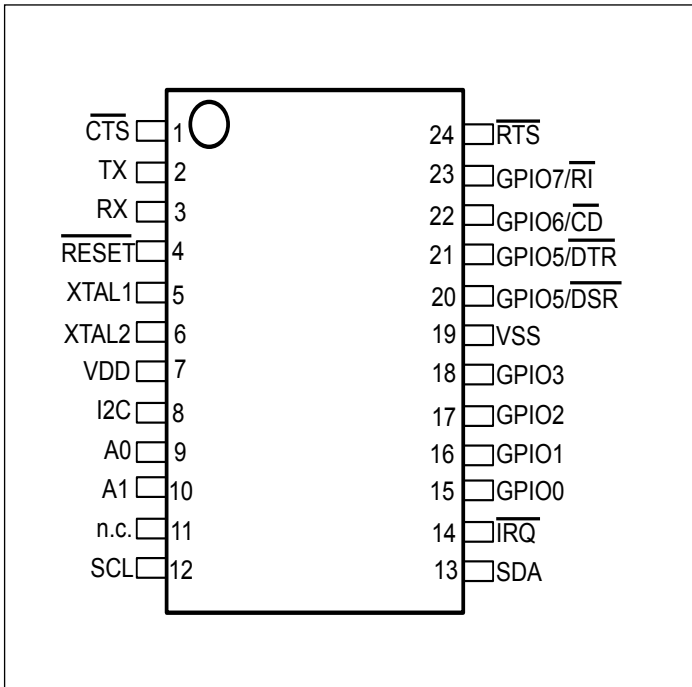 CTS 1 24 RTS
TX 2 23 GPIO7/RI
RX 3 22 GPIO6/CD
RESET 4 21 GPIO5/DTR
XTAL1 5 20 GPIO5/DSR
XTAL2 6 19 VSS
VDD 7 18 GPIO3
I2C 8 17 GPIO2
A0 9 16 GPIO1
A1 10 15 GPIO0
n.c. 11 14 IRQ
SCL 12 13 SDA